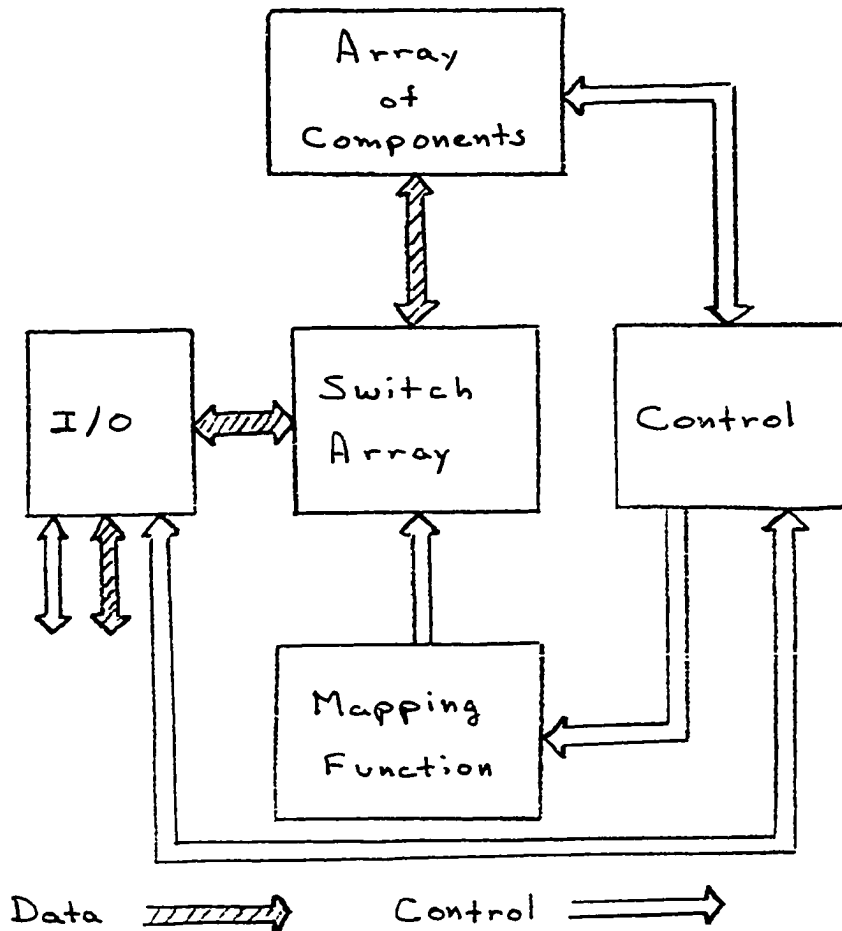 Array
of
Components
I/O
Switch
Array
Control
Mapping
Function
Data
Control